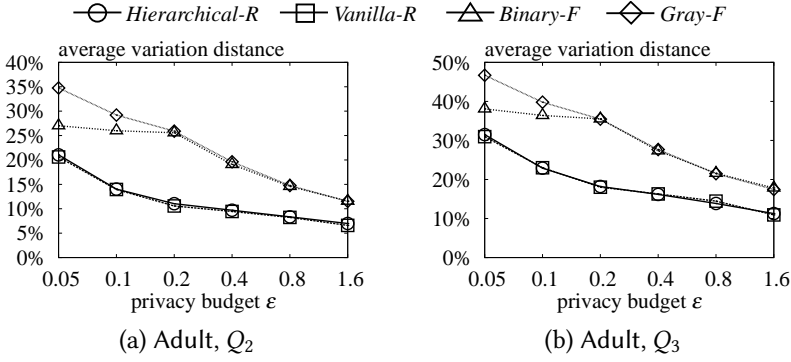 Hierarchical-R Vanilla-R Binary-F Gray-F
average variation distance
40%
35%
30%
25%
20%
15%
10%
5%
0%
0.05 0.1 0.2 0.4 0.8 1.6
privacy budget ε
(a) Adult, Q2
average variation distance
50%
40%
30%
20%
10%
0%
0.05 0.1 0.2 0.4 0.8 1.6
privacy budget ε
(b) Adult, Q3